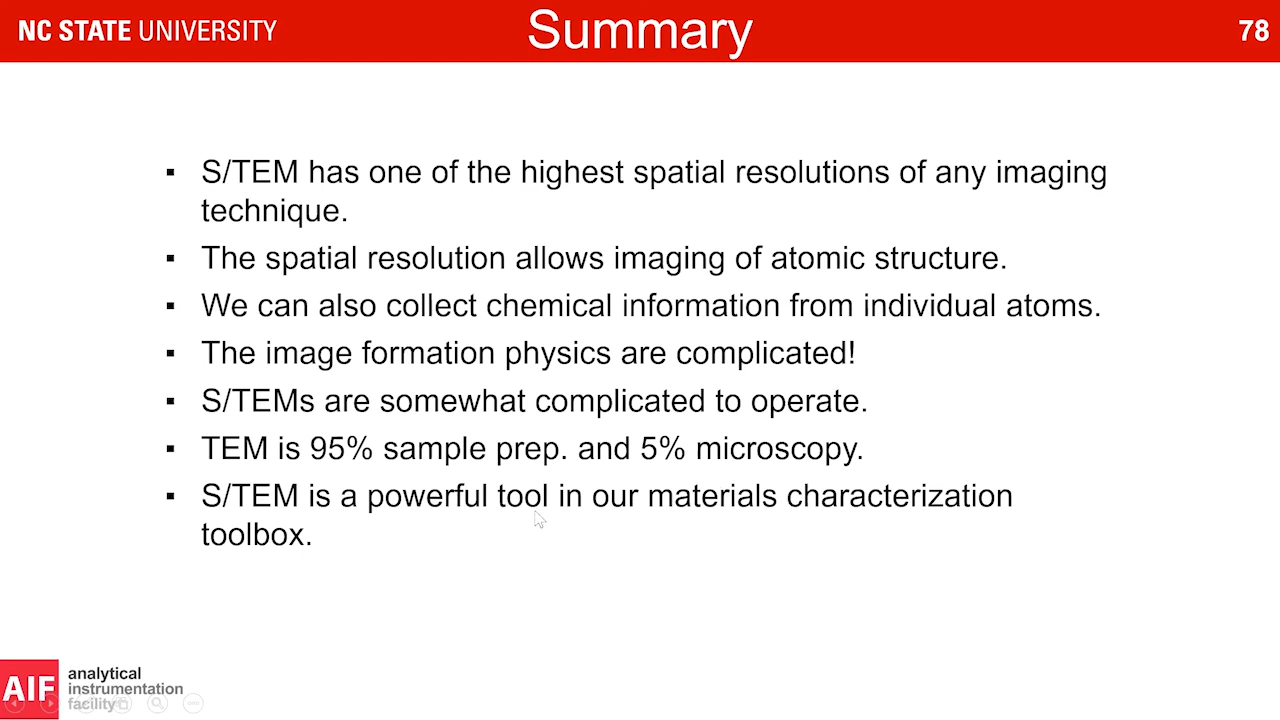 NC STATE UNIVERSITY
Summary
78
▪ S/TEM has one of the highest spatial resolutions of any imaging
technique.
▪ The spatial resolution allows imaging of atomic structure.
▪ We can also collect chemical information from individual atoms.
▪ The image formation physics are complicated!
▪ S/TEMs are somewhat complicated to operate.
▪ TEM is 95% sample prep. and 5% microscopy.
▪ S/TEM is a powerful tool in our materials characterization
toolbox.
AIF
analytical
instrumentation
facility